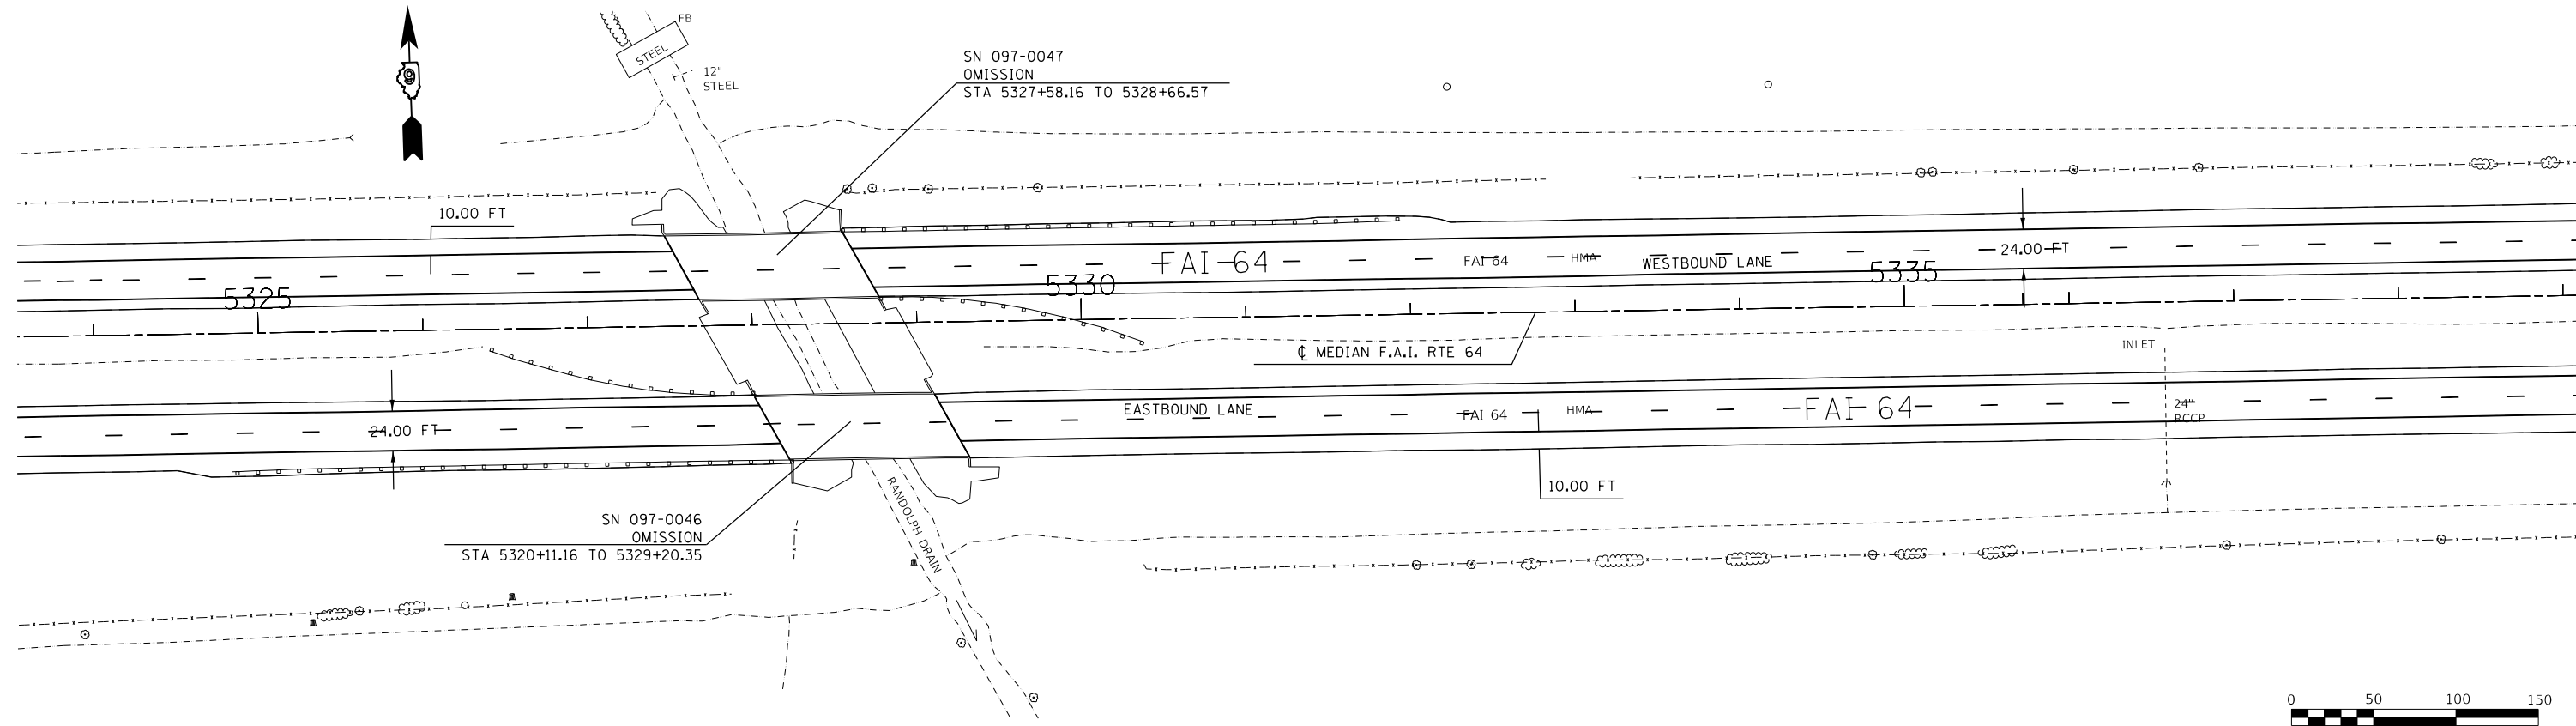 FB
STEEL
12"
STEEL
SN 097-0047
OMISSION
STA 5327+58.16 TO 5328+66.57
9
10.00 FT
FAI 64
FAI 64
HMA
WESTBOUND LANE
24.00 FT
5325
5330
5335
℄ MEDIAN F.A.I. RTE 64
INLET
24.00 FT
EASTBOUND LANE
FAI 64
HMA
FAI 64
24"
RCCP
10.00 FT
RANDOLPH DRAIN
SN 097-0046
OMISSION
STA 5320+11.16 TO 5329+20.35
0 50 100 150